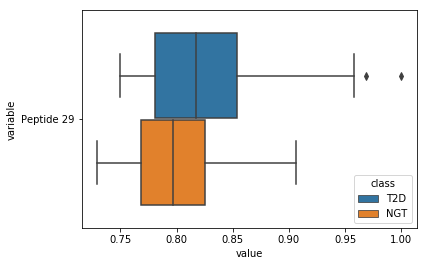 variable
Peptide 29
class
T2D
NGT
0.75 0.80 0.85 0.90 0.95 1.00
value